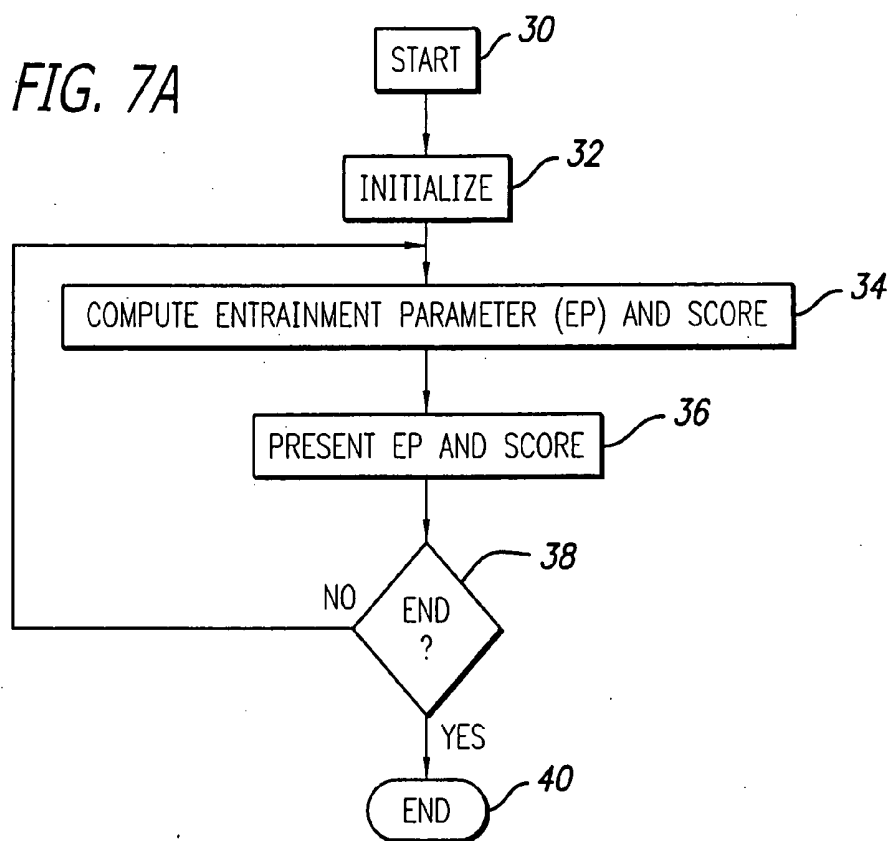 FIG. 7A
START
30
INITIALIZE
32
COMPUTE ENTRAINMENT PARAMETER (EP) AND SCORE
34
PRESENT EP AND SCORE
36
END
?
38
NO
YES
END
40